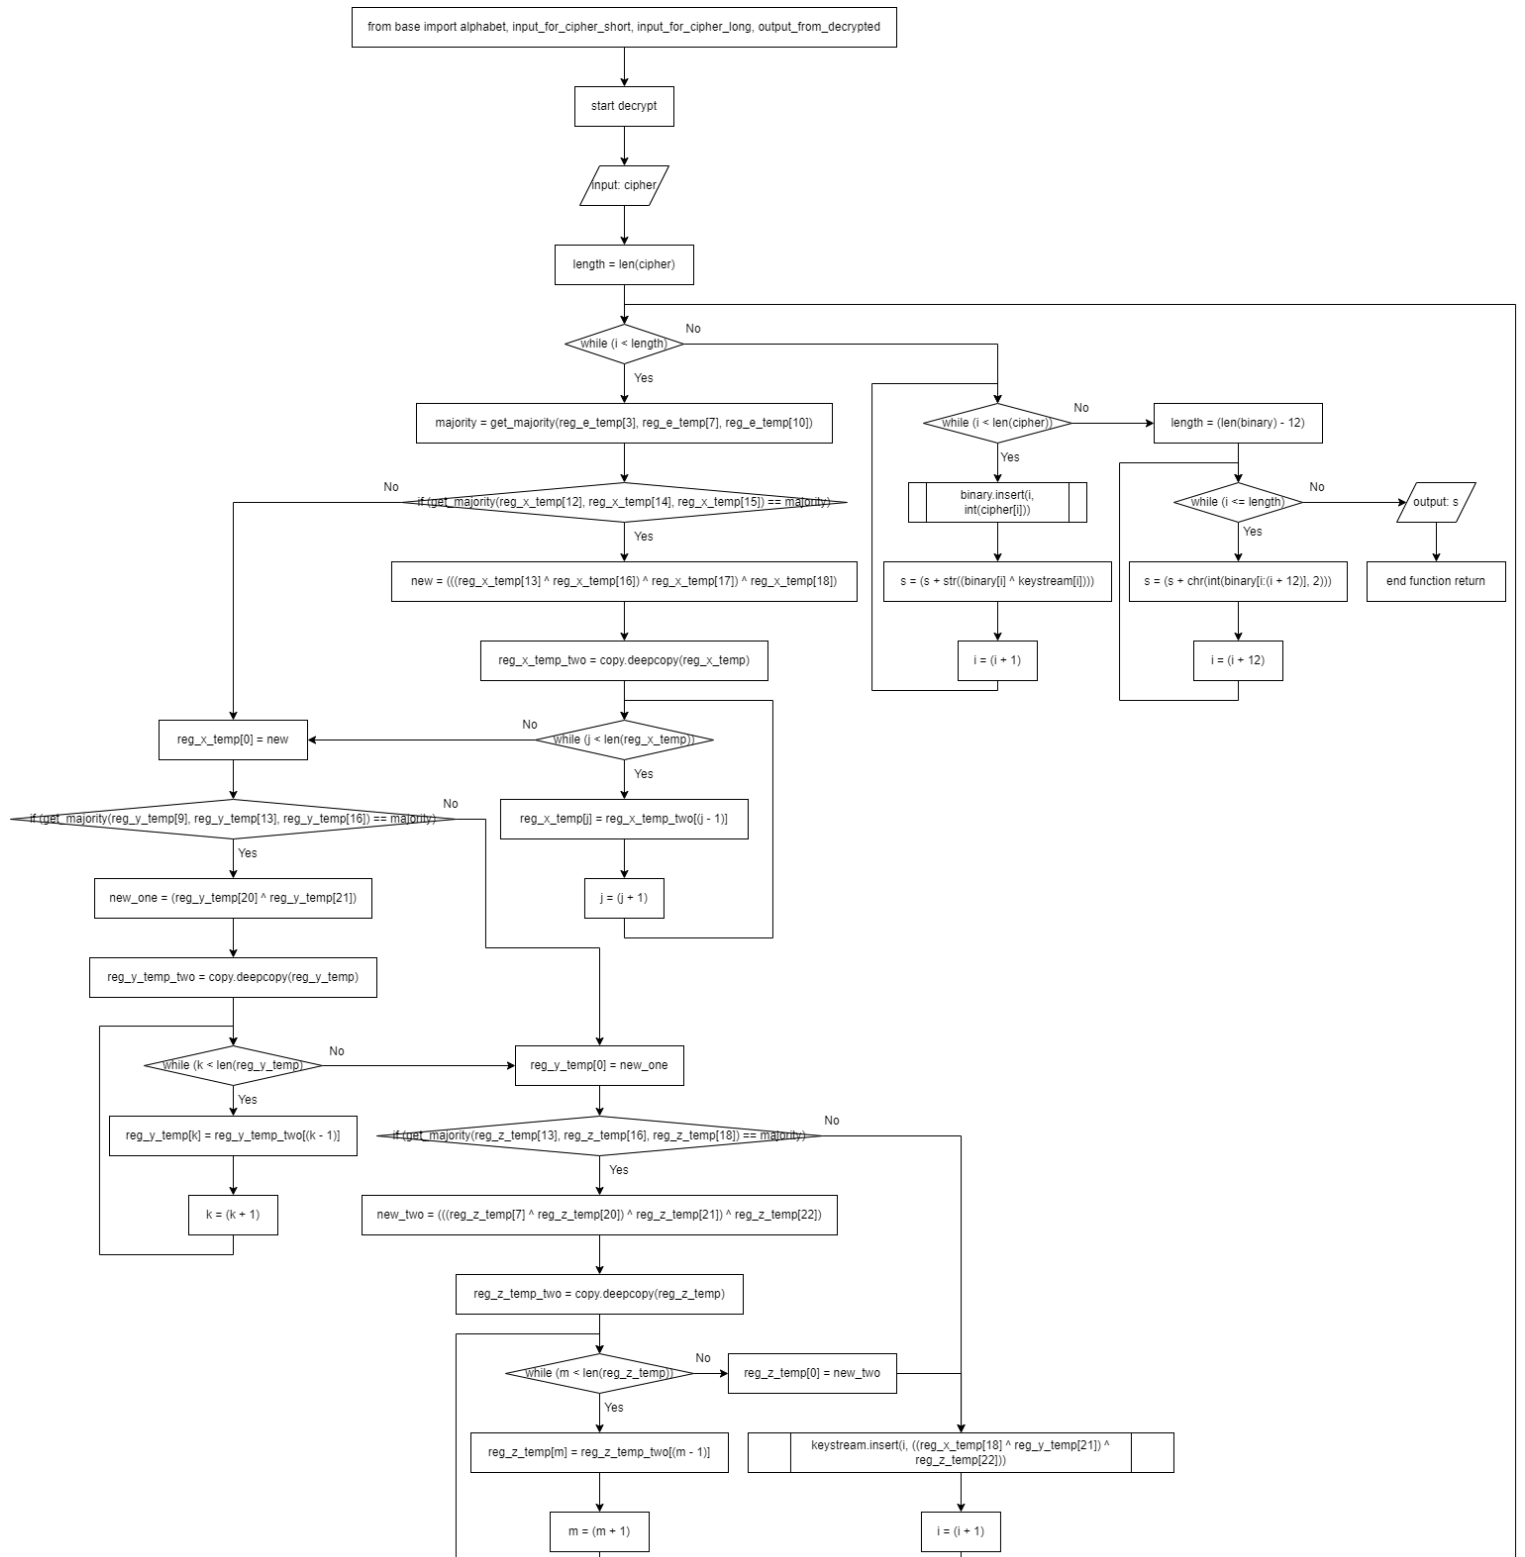 from base import alphabet, input_for_cipher_short, input_for_cipher_long, output_from_decrypted
start decrypt
input: cipher
length = len(cipher)
while (i < length)
No
Yes
majority = get_majority(reg_e_temp[3], reg_e_temp[7], reg_e_temp[10])
while (i < len(cipher))
No
Yes
length = (len(binary) - 12)
if (get_majority(reg_x_temp[12], reg_x_temp[14], reg_x_temp[15]) == majority)
No
Yes
binary.insert(i,
int(cipher[i]))
while (i <= length)
No
Yes
output: s
new = (((reg_x_temp[13] ^ reg_x_temp[16]) ^ reg_x_temp[17]) ^ reg_x_temp[18])
s = (s + str((binary[i] ^ keystream[i])))
s = (s + chr(int(binary[i:(i + 12)], 2)))
end function return
reg_x_temp_two = copy.deepcopy(reg_x_temp)
i = (i + 1)
i = (i + 12)
reg_x_temp[0] = new
No
while (j < len(reg_x_temp))
Yes
if (get_majority(reg_y_temp[9], reg_y_temp[13], reg_y_temp[16]) == majority)
No
Yes
reg_x_temp[j] = reg_x_temp_two[(j - 1)]
new_one = (reg_y_temp[20] ^ reg_y_temp[21])
j = (j + 1)
reg_y_temp_two = copy.deepcopy(reg_y_temp)
while (k < len(reg_y_temp)
No
Yes
reg_y_temp[0] = new_one
reg_y_temp[k] = reg_y_temp_two[(k - 1)]
if (get_majority(reg_z_temp[13], reg_z_temp[16], reg_z_temp[18]) == majority)
No
Yes
k = (k + 1)
new_two = (((reg_z_temp[7] ^ reg_z_temp[20]) ^ reg_z_temp[21]) ^ reg_z_temp[22])
reg_z_temp_two = copy.deepcopy(reg_z_temp)
while (m < len(reg_z_temp))
No
Yes
reg_z_temp[0] = new_two
reg_z_temp[m] = reg_z_temp_two[(m - 1)]
keystream.insert(i, ((reg_x_temp[18] ^ reg_y_temp[21]) ^
reg_z_temp[22]))
m = (m + 1)
i = (i + 1)